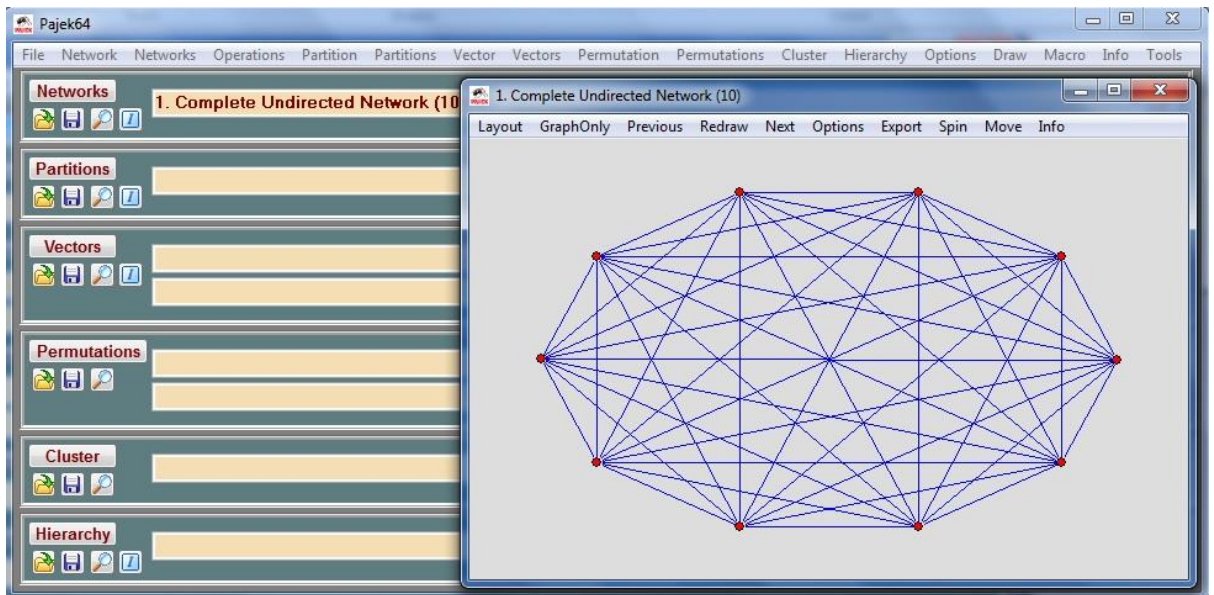 Pajek64
File Network Networks Operations Partition Partitions Vector Vectors Permutation Permutations Cluster Hierarchy Options Draw Macro Info Tools
Networks
1. Complete Undirected Network (10
Partitions
Vectors
Permutations
Cluster
Hierarchy
1. Complete Undirected Network (10)
Layout GraphOnly Previous Redraw Next Options Export Spin Move Info